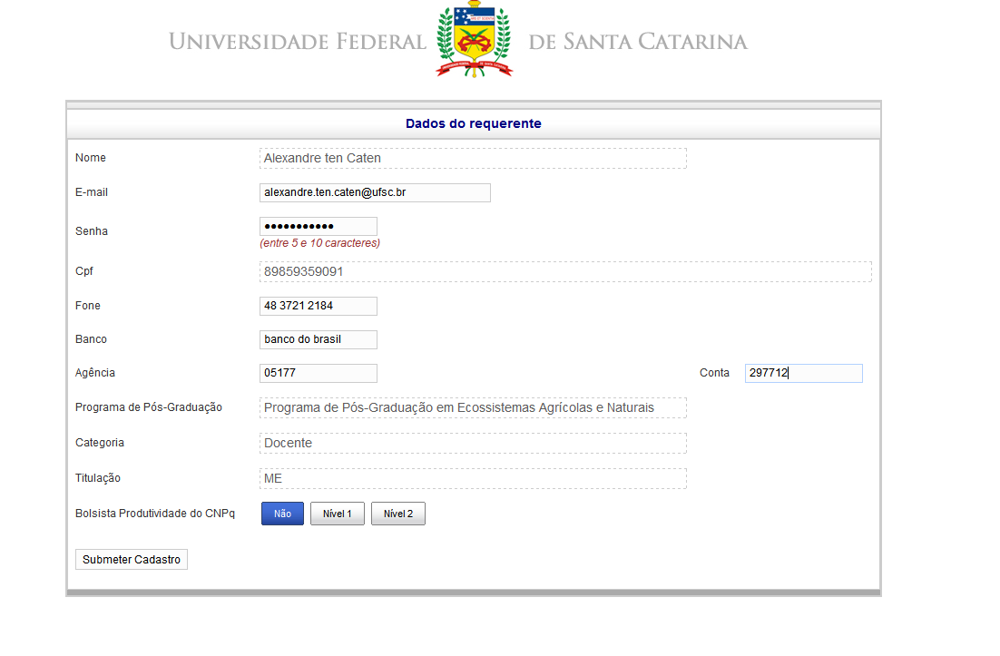 UNIVERSIDADE FEDERAL DE SANTA CATARINA
Dados do requerente
Nome Alexandre ten Caten
E-mail alexandre.ten.caten@ufsc.br
Senha •••••••••••
(entre 5 e 10 caracteres)
Cpf 89859359091
Fone 48 3721 2184
Banco banco do brasil
Agência 05177 Conta 297712
Programa de Pós-Graduação Programa de Pós-Graduação em Ecossistemas Agrícolas e Naturais
Categoria Docente
Titulação ME
Bolsista Produtividade do CNPq Não Nível 1 Nível 2
Submeter Cadastro